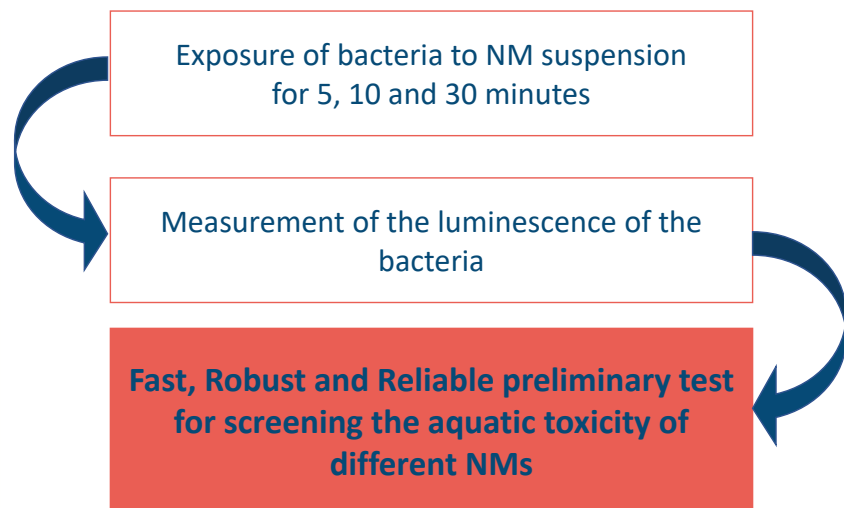 Exposure of bacteria to NM suspension
for 5, 10 and 30 minutes
Measurement of the luminescence of the
bacteria
Fast, Robust and Reliable preliminary test
for screening the aquatic toxicity of
different NMs